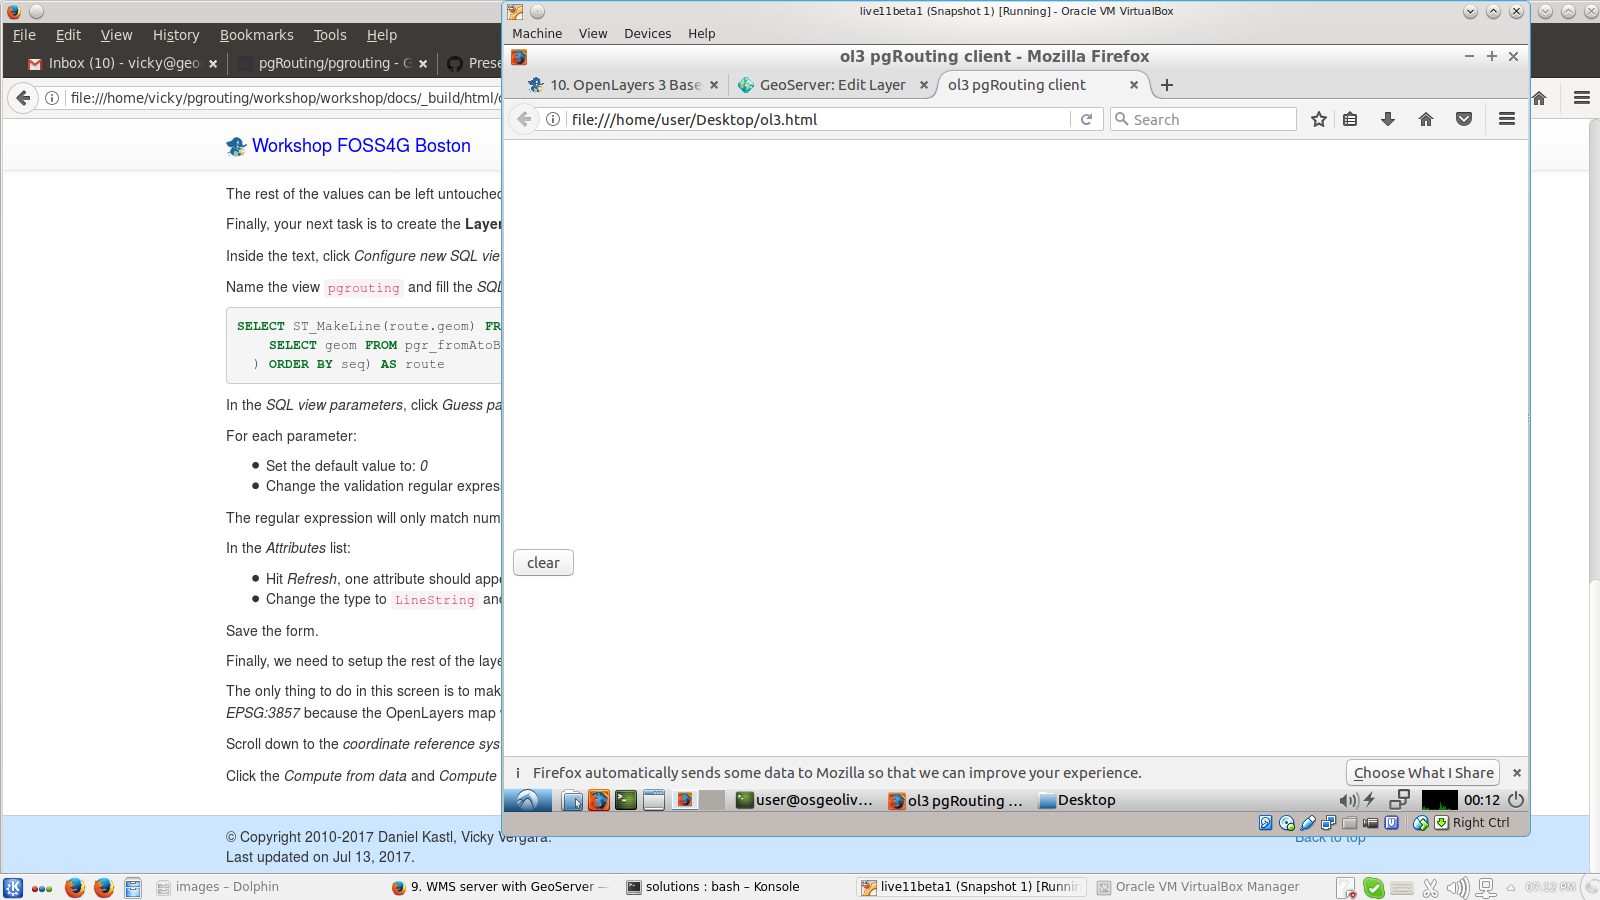 live11beta1 (Snapshot 1) [Running] - Oracle VM VirtualBox
File Edit View History Bookmarks Tools Help
Machine View Devices Help
Inbox (10) - vicky@geo
pgRouting/pgrouting - G
Prese
ol3 pgRouting client - Mozilla Firefox
10. OpenLayers 3 Base
GeoServer: Edit Layer
ol3 pgRouting client
file:///home/vicky/pgrouting/workshop/workshop/docs/_build/html/
file:///home/user/Desktop/ol3.html
Search
Workshop FOSS4G Boston
The rest of the values can be left untouched
Finally, your next task is to create the Layer
Inside the text, click Configure new SQL vie
Name the view pgrouting and fill the SQL
SELECT ST_MakeLine(route.geom) FR
SELECT geom FROM pgr_fromAtoB
) ORDER BY seq) AS route
In the SQL view parameters, click Guess pa
For each parameter:
Set the default value to: 0
Change the validation regular expres
The regular expression will only match num
In the Attributes list:
Hit Refresh, one attribute should appe
Change the type to LineString and
Save the form.
Finally, we need to setup the rest of the laye
The only thing to do in this screen is to mak
EPSG:3857 because the OpenLayers map
Scroll down to the coordinate reference sys
Click the Compute from data and Compute
clear
i Firefox automatically sends some data to Mozilla so that we can improve your experience.
Choose What I Share
user@osgeoliv...
ol3 pgRouting ...
Desktop
00:12
Right Ctrl
© Copyright 2010-2017 Daniel Kastl, Vicky Vergara.
Back to top
Last updated on Jul 13, 2017.
images – Dolphin
9. WMS server with GeoServer —
solutions : bash – Konsole
live11beta1 (Snapshot 1) [Runnin
Oracle VM VirtualBox Manager
07:12 PM